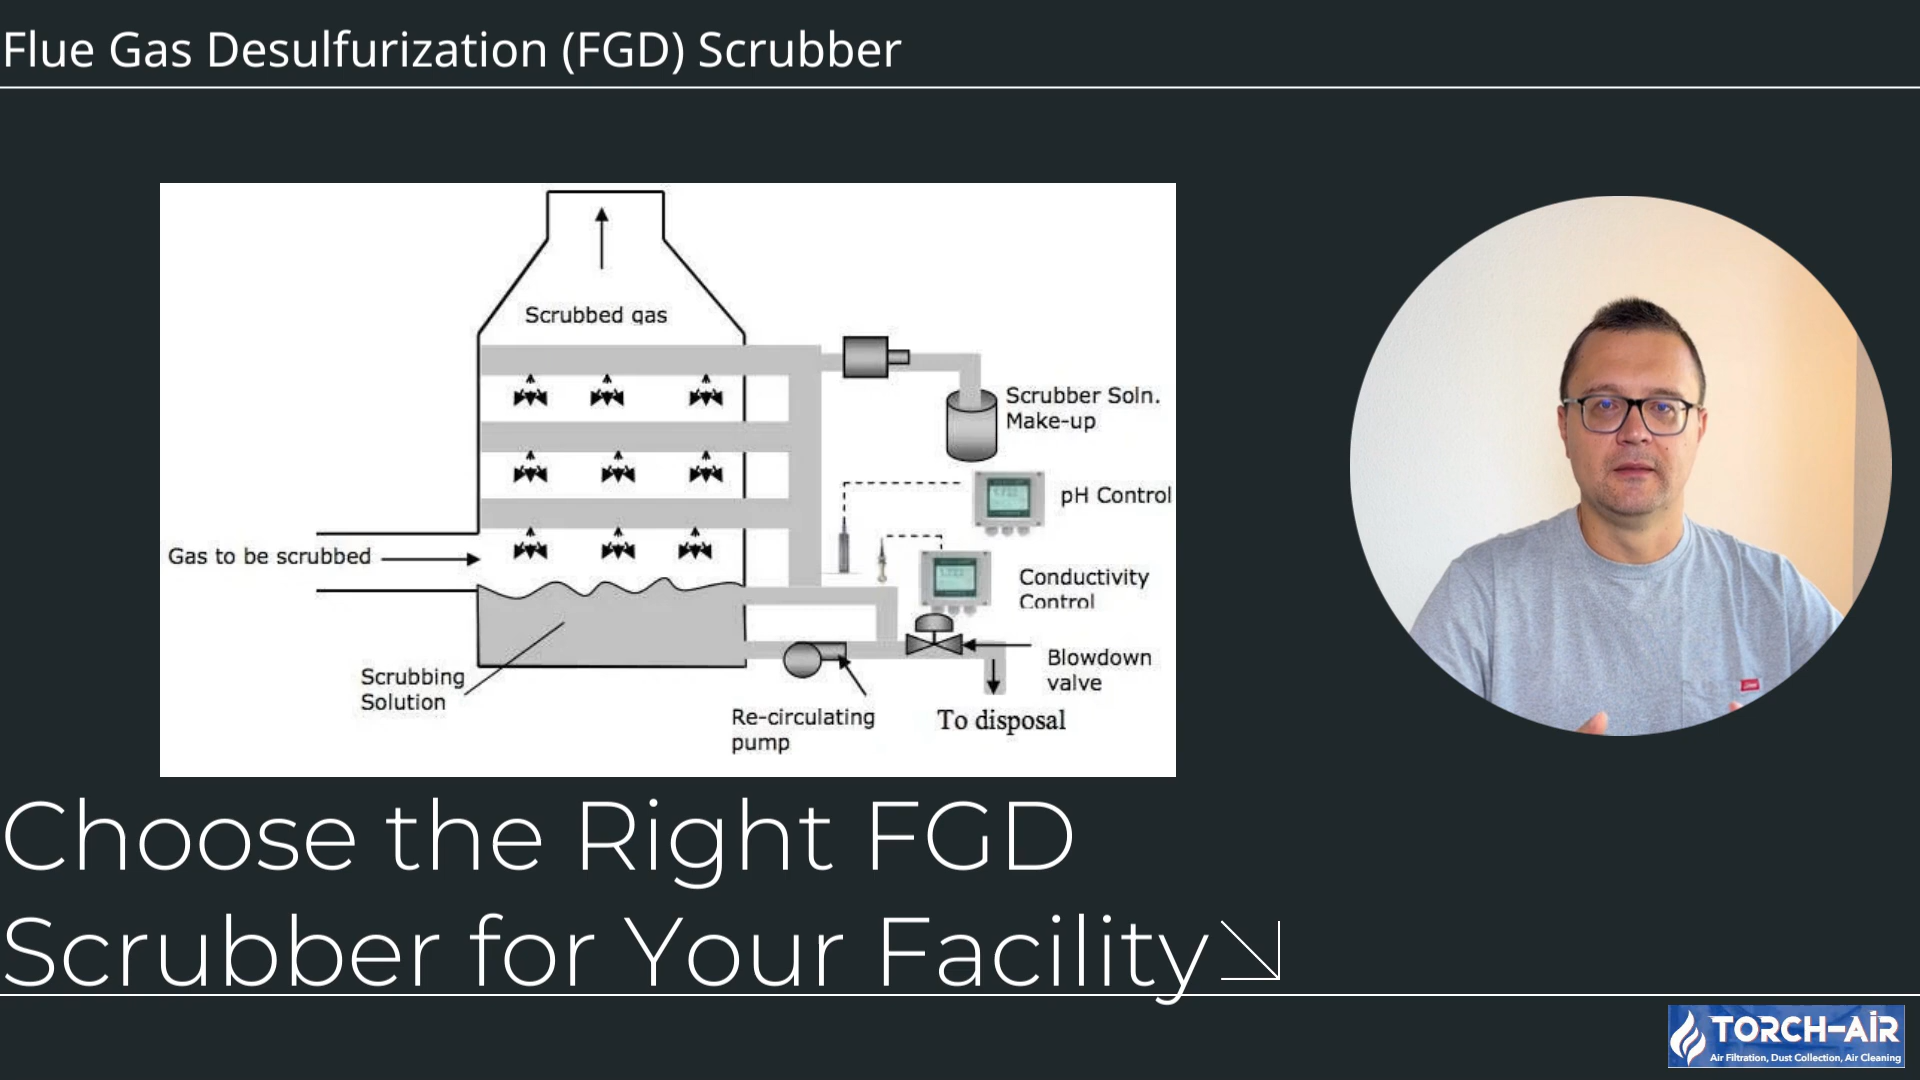 Flue Gas Desulfurization (FGD) Scrubber
Scrubbed gas
Scrubber Soln.
Make-up
pH Control
Gas to be scrubbed
Conductivity
Control
Blowdown
valve
Scrubbing
Solution
Re-circulating
pump
To disposal
Choose the Right FGD
Scrubber for Your Facility
TORCH-AIR
Air Filtration, Dust Collection, Air Cleaning